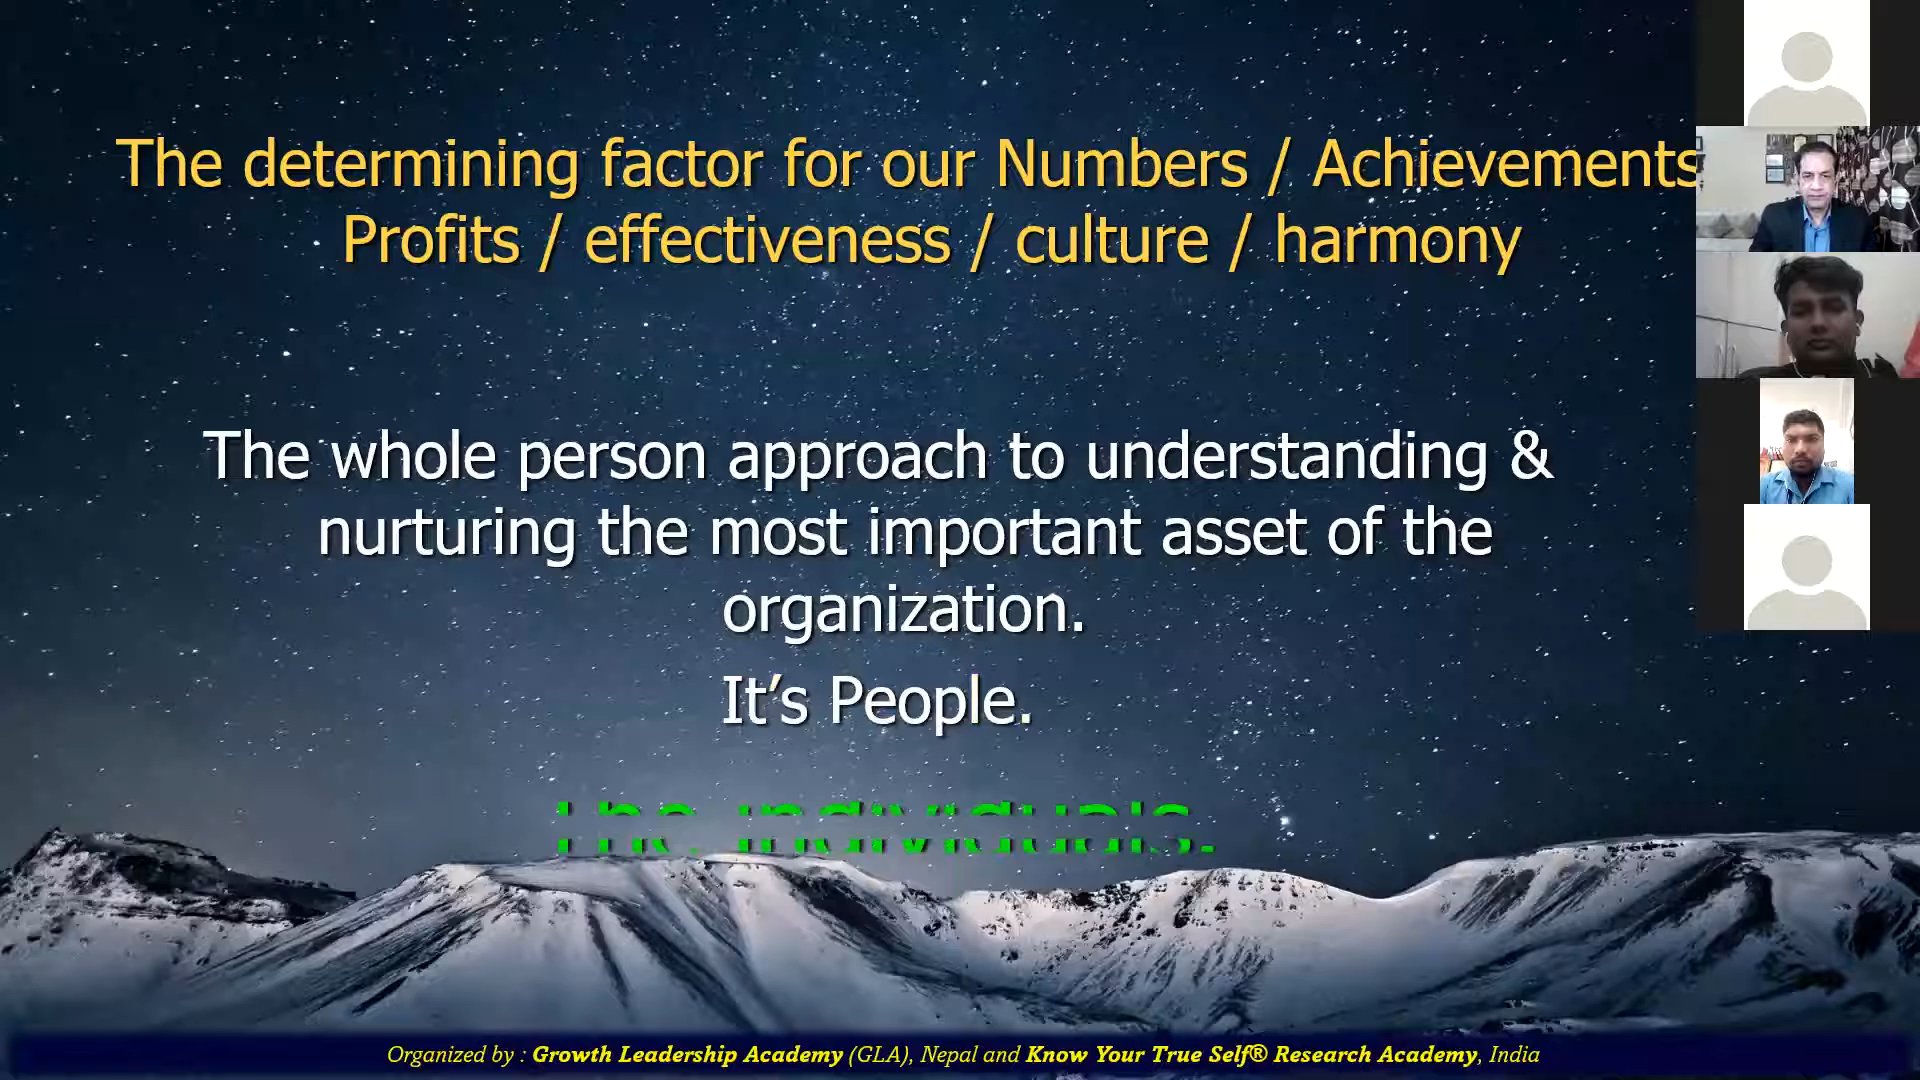 The determining factor for our Numbers / Achievements
Profits / effectiveness / culture / harmony
The whole person approach to understanding &
nurturing the most important asset of the
organization.
It’s People.
The individuals.
Organized by : Growth Leadership Academy (GLA), Nepal and Know Your True Self® Research Academy, India